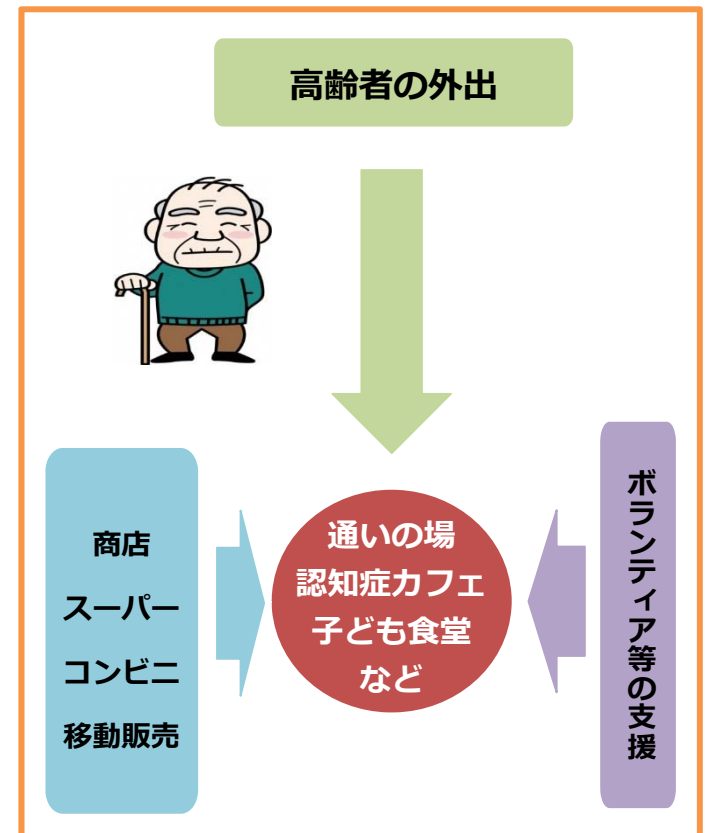 高齢者の外出
商店
スーパー
コンビニ
移動販売
通いの場
認知症カフェ
子ども食堂
など
ボランティア等の支援